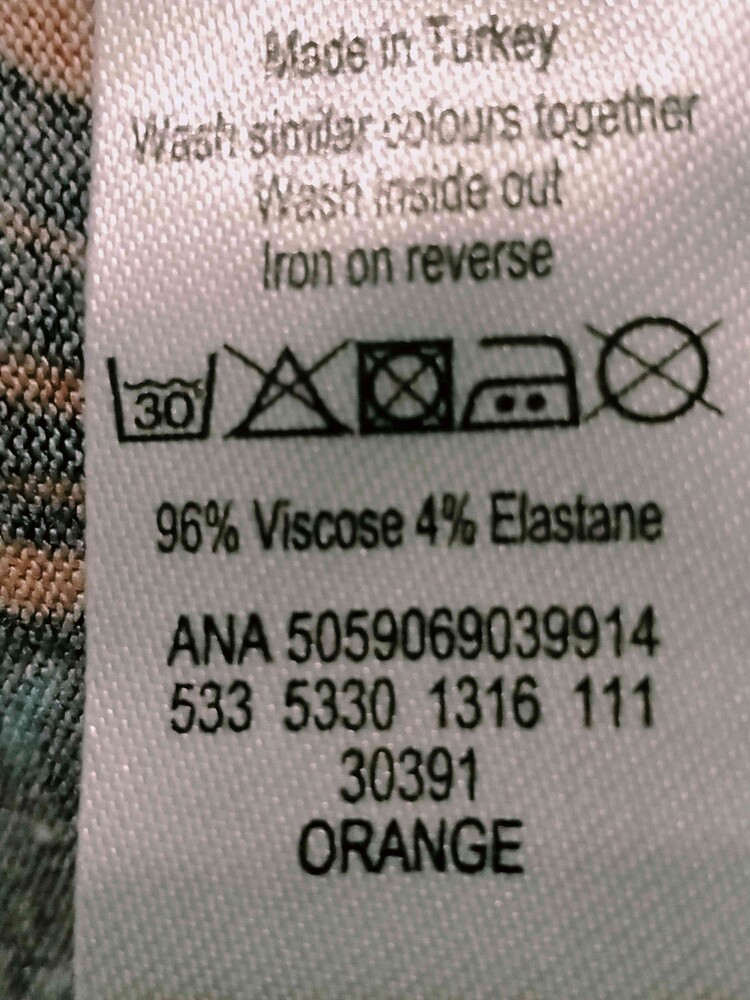 Made in Turkey
Wash similar colours together
Wash inside out
Iron on reverse
30°
96% Viscose 4% Elastane
ANA 5059069039914
533 5330 1316 111
30391
ORANGE